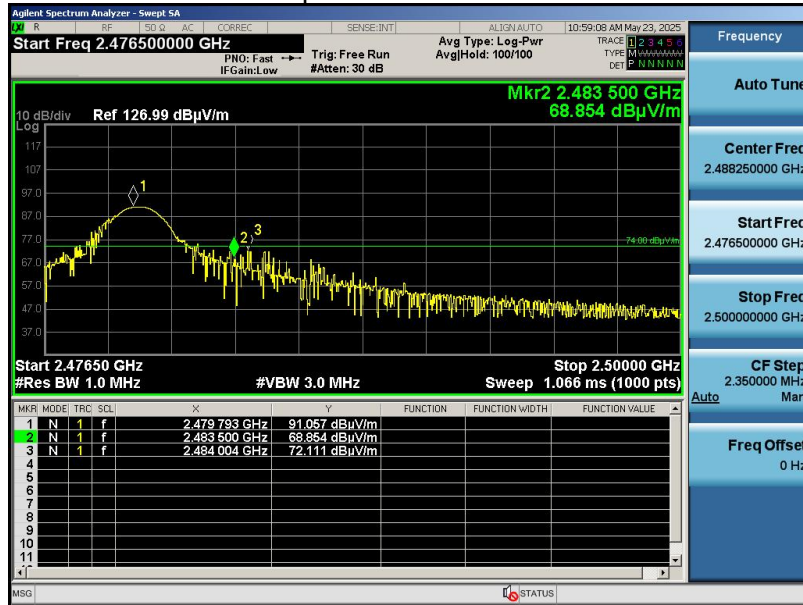 Agilent Spectrum Analyzer - Swept SA
LXI R RF 50 Ω AC CORREC SENSE:INT ALIGN AUTO 10:59:08 AM May 23, 2025
Start Freq 2.476500000 GHz
PNO: Fast
IFGain:Low
Trig: Free Run
#Atten: 30 dB
Avg Type: Log-Pwr
Avg|Hold: 100/100
TRACE 1 2 3 4 5 6
TYPE M
DET P N N N N N
Mkr2 2.483 500 GHz
68.854 dBµV/m
10 dB/div Ref 126.99 dBµV/m
Log
117
107
97.0
87.0
77.0
67.0
57.0
47.0
37.0
1
2
3
74.00 dBµV/m
Start 2.47650 GHz
Stop 2.50000 GHz
#Res BW 1.0 MHz
#VBW 3.0 MHz
Sweep 1.066 ms (1000 pts)
MKR MODE TRC SCL X Y FUNCTION FUNCTION WIDTH FUNCTION VALUE
1 N 1 f 2.479 793 GHz 91.057 dBµV/m
2 N 1 f 2.483 500 GHz 68.854 dBµV/m
3 N 1 f 2.484 004 GHz 72.111 dBµV/m
4
5
6
7
8
9
10
11
MSG
STATUS
Frequency
Auto Tune
Center Freq
2.488250000 GHz
Start Freq
2.476500000 GHz
Stop Freq
2.500000000 GHz
CF Step
2.350000 MHz
Auto Man
Freq Offset
0 Hz